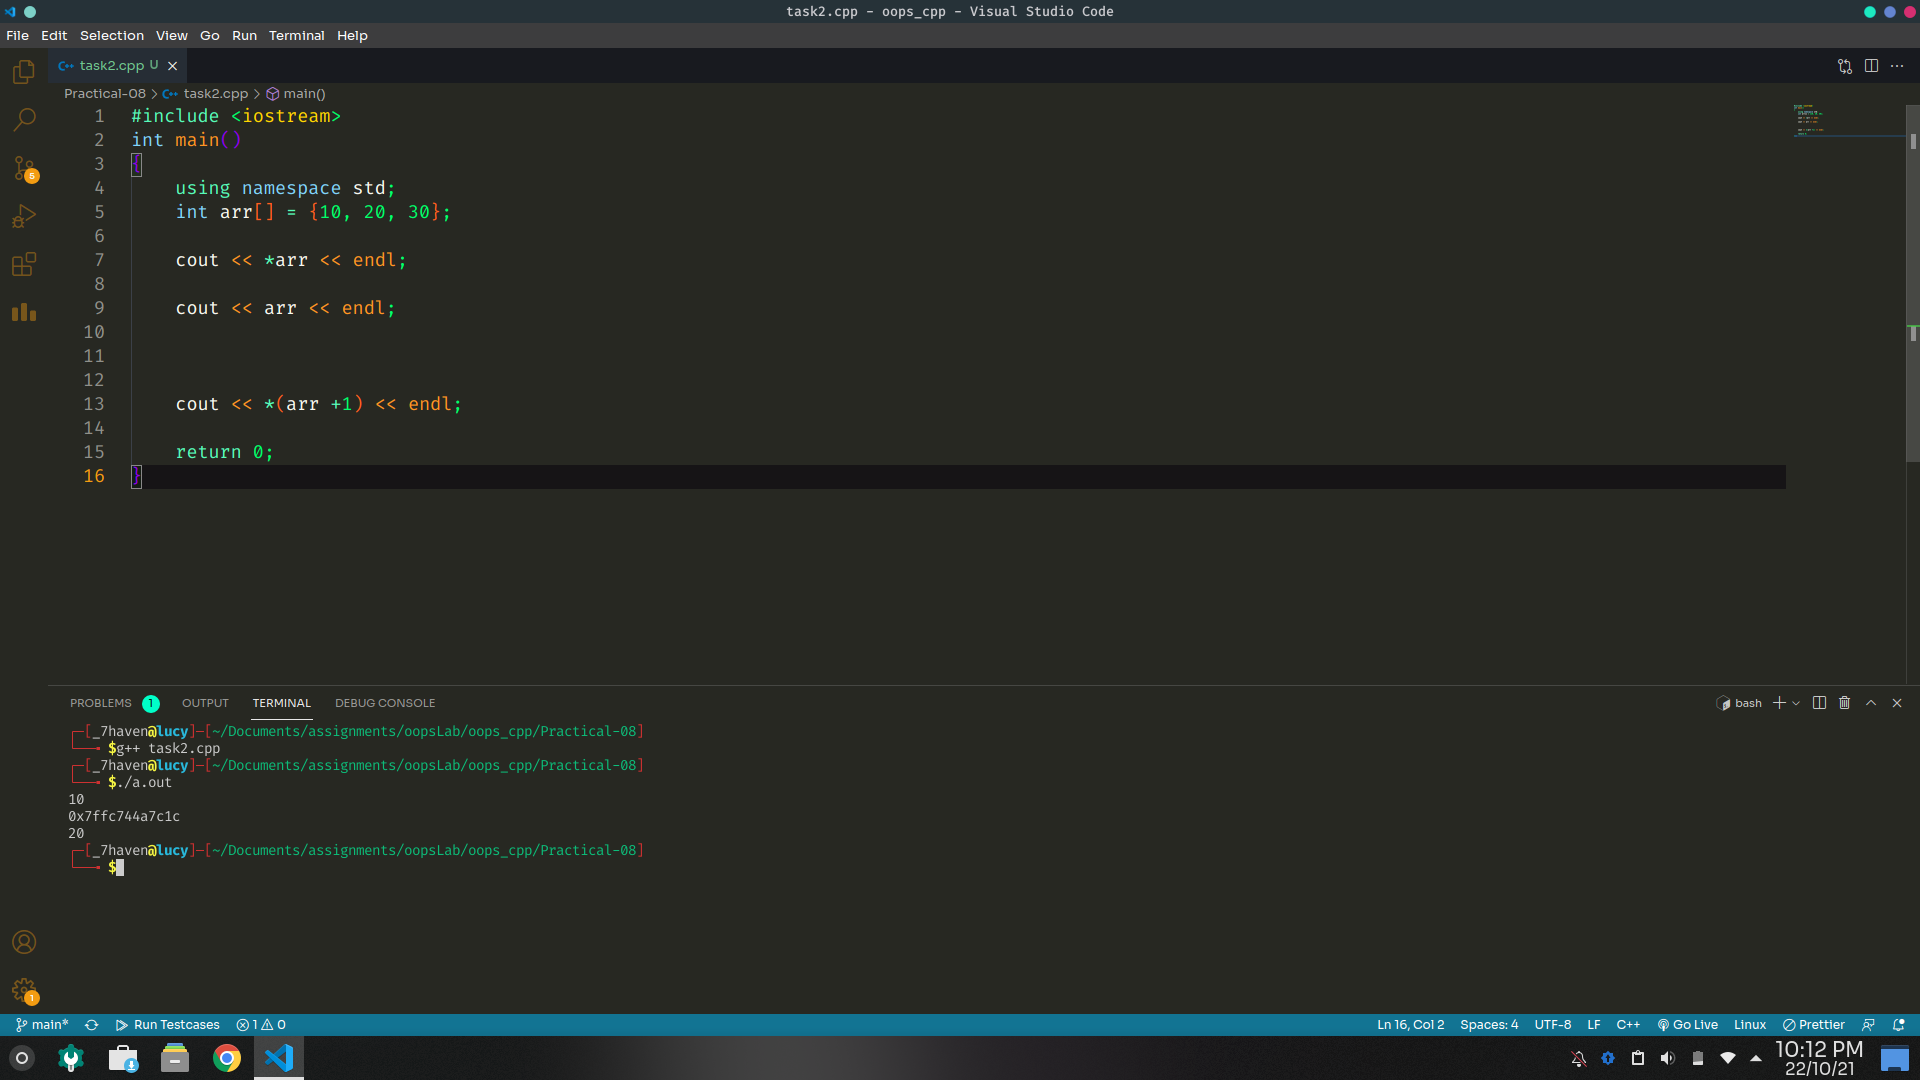 task2.cpp - oops_cpp - Visual Studio Code
File Edit Selection View Go Run Terminal Help
task2.cpp U
Practical-08 > task2.cpp > main()
1 #include <iostream>
2 int main()
3 {
4     using namespace std;
5     int arr[] = {10, 20, 30};
6
7     cout << *arr << endl;
8
9     cout << arr << endl;
10
11
12
13     cout << *(arr +1) << endl;
14
15     return 0;
16 }
5
PROBLEMS 1 OUTPUT TERMINAL DEBUG CONSOLE bash
[_7haven@lucy]-[~/Documents/assignments/oopsLab/oops_cpp/Practical-08]
$g++ task2.cpp
[_7haven@lucy]-[~/Documents/assignments/oopsLab/oops_cpp/Practical-08]
$./a.out
10
0x7ffc744a7c1c
20
[_7haven@lucy]-[~/Documents/assignments/oopsLab/oops_cpp/Practical-08]
$
1
main* Run Testcases 1 0 Ln 16, Col 2 Spaces: 4 UTF-8 LF C++ Go Live Linux Prettier
10:12 PM
22/10/21